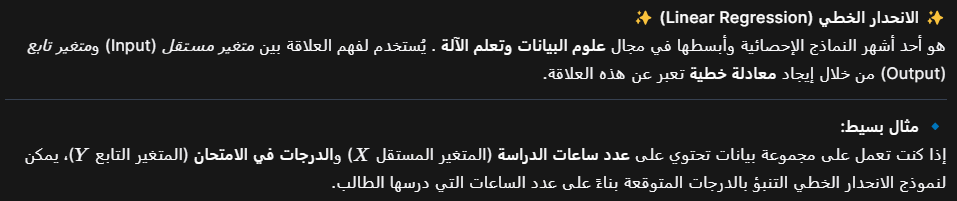 ✨ الانحدار الخطي (Linear Regression) ✨
هو أحد أشهر النماذج الإحصائية وأبسطها في مجال علوم البيانات وتعلم الآلة . يُستخدم لفهم العلاقة بين متغير مستقل (Input) ومتغير تابع
(Output) من خلال إيجاد معادلة خطية تعبر عن هذه العلاقة.
🔹 مثال بسيط:
إذا كنت تعمل على مجموعة بيانات تحتوي على عدد ساعات الدراسة (المتغير المستقل X) والدرجات في الامتحان (المتغير التابع Y)، يمكن
لنموذج الانحدار الخطي التنبؤ بالدرجات المتوقعة بناءً على عدد الساعات التي درسها الطالب.